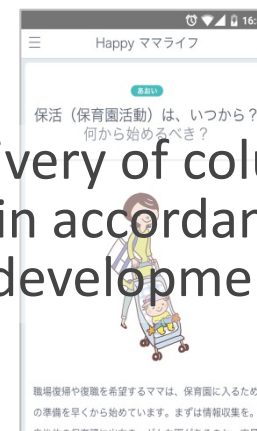 16:
Happy ママライフ
あおい
保活（保育園活動）は、いつから？
何から始めるべき？
very of colu
in accordan
developme
職場復帰や復職を希望するママは、保育園に入るため
の準備を早くから始めています。まずは情報収集を。